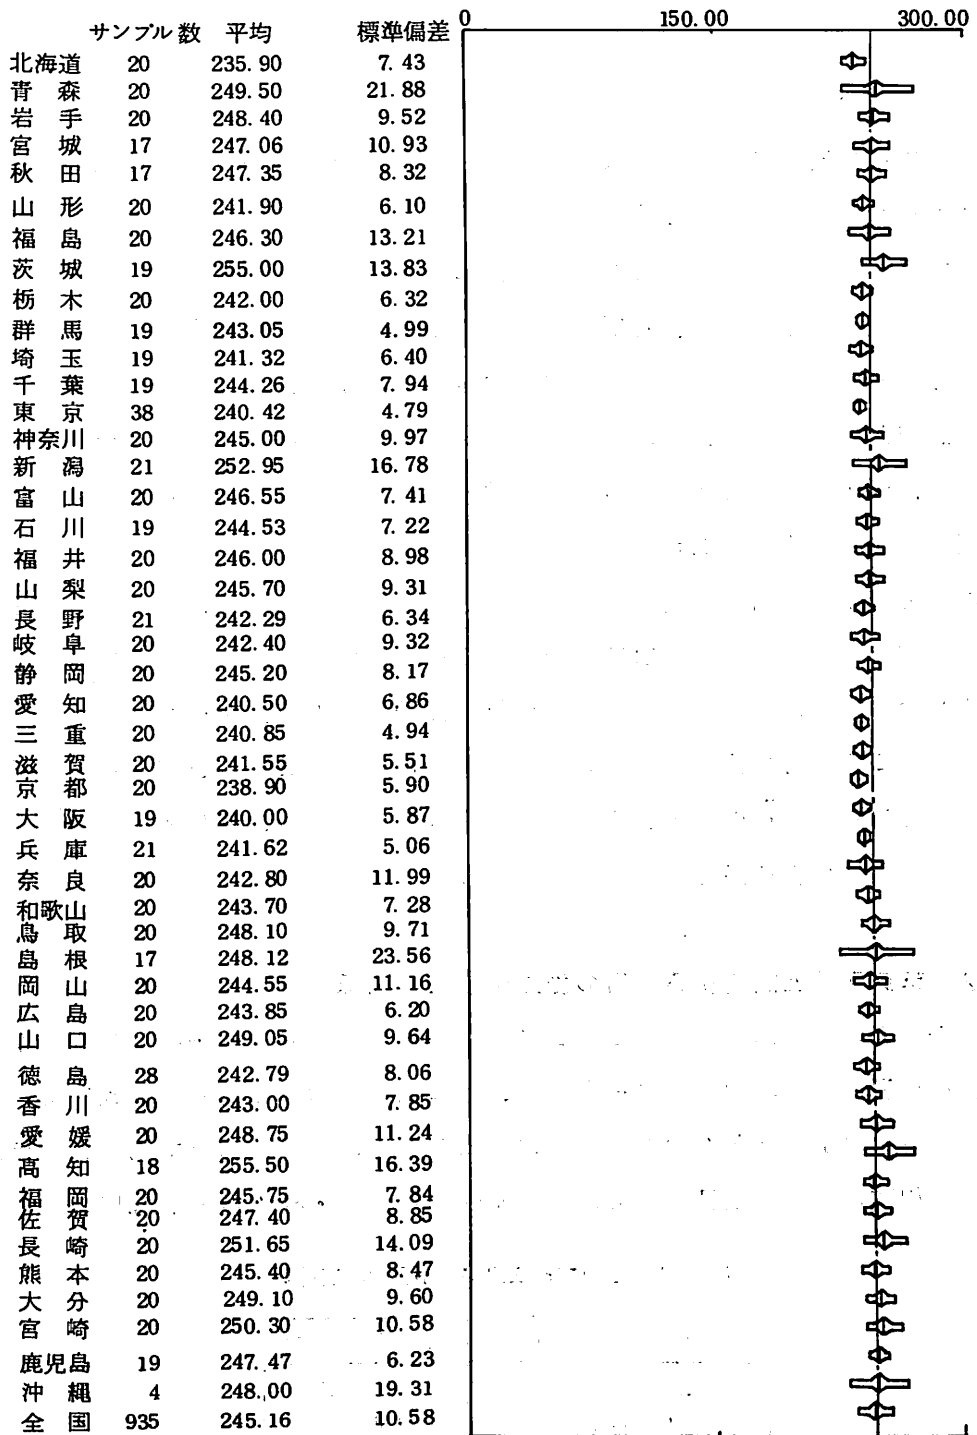 0 150.00 300.00
サンプル数 平均 標準偏差
北海道 20 235.90 7.43
青森 20 249.50 21.88
岩手 20 248.40 9.52
宮城 17 247.06 10.93
秋田 17 247.35 8.32
山形 20 241.90 6.10
福島 20 246.30 13.21
茨城 19 255.00 13.83
栃木 20 242.00 6.32
群馬 19 243.05 4.99
埼玉 19 241.32 6.40
千葉 19 244.26 7.94
東京 38 240.42 4.79
神奈川 20 245.00 9.97
新潟 21 252.95 16.78
富山 20 246.55 7.41
石川 19 244.53 7.22
福井 20 246.00 8.98
山梨 20 245.70 9.31
長野 21 242.29 6.34
岐阜 20 242.40 9.32
静岡 20 245.20 8.17
愛知 20 240.50 6.86
三重 20 240.85 4.94
滋賀 20 241.55 5.51
京都 20 238.90 5.90
大阪 19 240.00 5.87
兵庫 21 241.62 5.06
奈良 20 242.80 11.99
和歌山 20 243.70 7.28
鳥取 20 248.10 9.71
島根 17 248.12 23.56
岡山 20 244.55 11.16
広島 20 243.85 6.20
山口 20 249.05 9.64
徳島 28 242.79 8.06
香川 20 243.00 7.85
愛媛 20 248.75 11.24
高知 18 255.50 16.39
福岡 20 245.75 7.84
佐賀 20 247.40 8.85
長崎 20 251.65 14.09
熊本 20 245.40 8.47
大分 20 249.10 9.60
宮崎 20 250.30 10.58
鹿児島 19 247.47 6.23
沖縄 4 248.00 19.31
全国 935 245.16 10.58